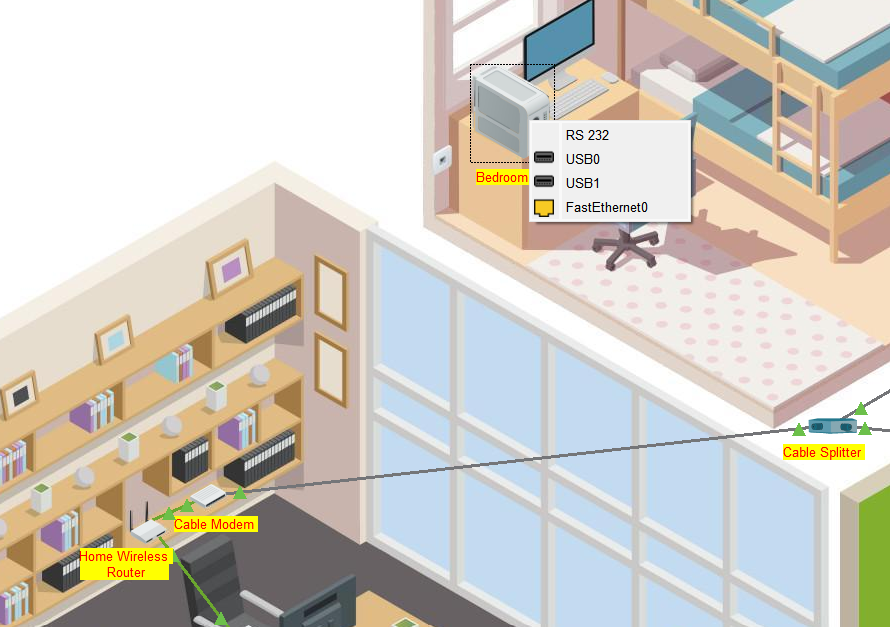 RS 232
USB0
Bedroom
USB1
FastEthernet0
Cable Splitter
Cable Modem
Home Wireless
Router